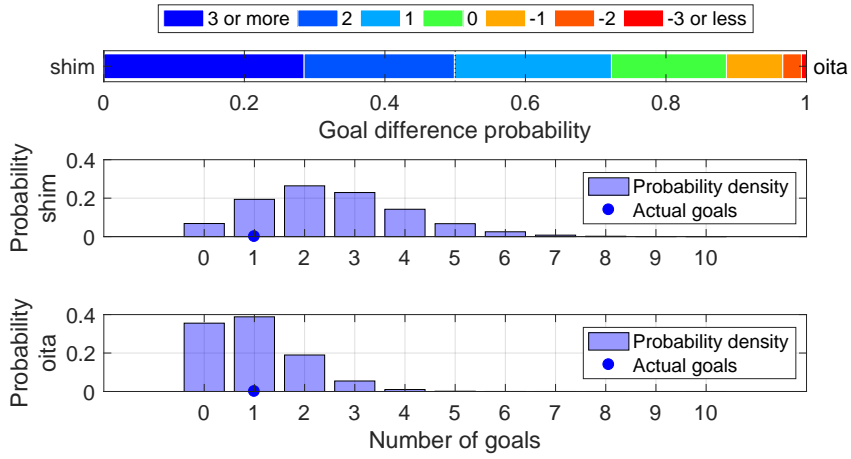 3 or more 2 1 0 -1 -2 -3 or less
shim oita
0 0.2 0.4 0.6 0.8 1
Goal difference probability
Probability
shim
0.4
0.2
0
Probability density
Actual goals
0 1 2 3 4 5 6 7 8 9 10
Probability
oita
0.4
0.2
0
Probability density
Actual goals
0 1 2 3 4 5 6 7 8 9 10
Number of goals